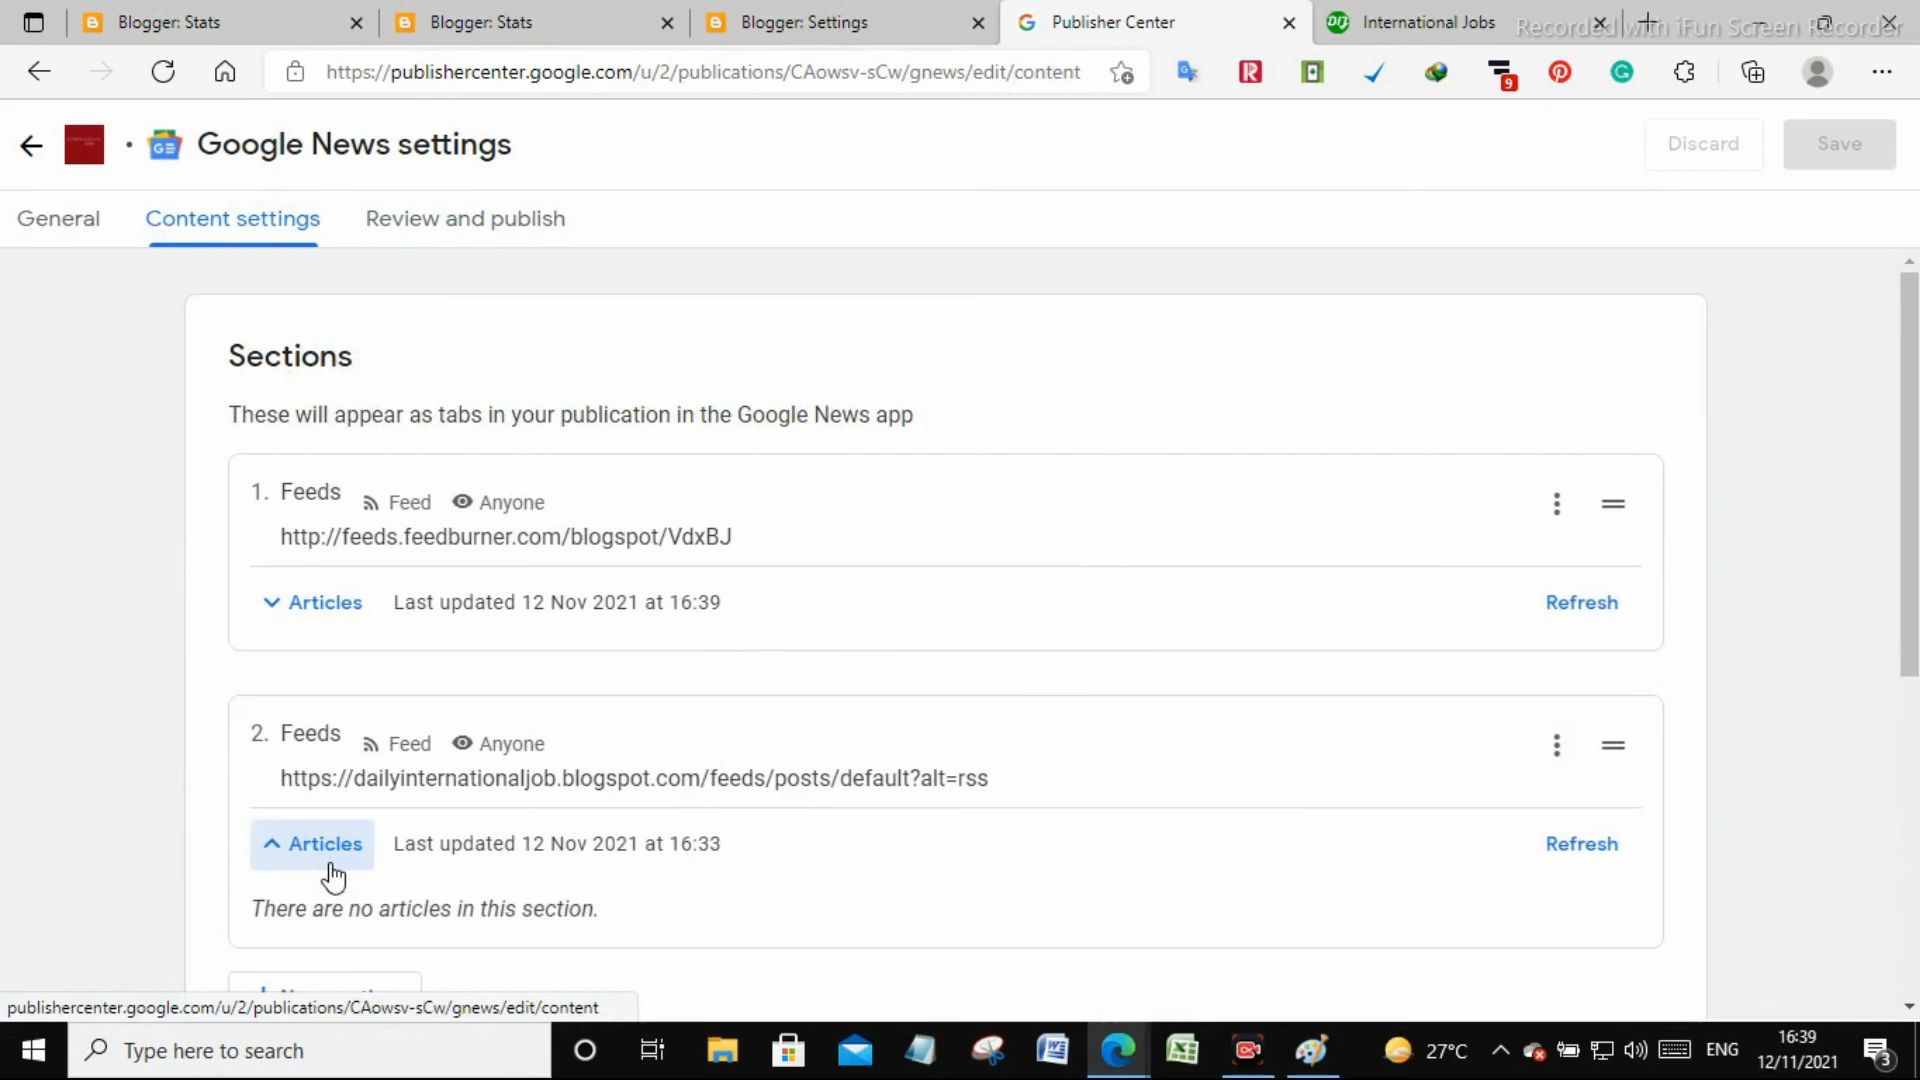 Blogger: Stats
Blogger: Stats
Blogger: Settings
Publisher Center
International Jobs
Recorded with iFun Screen Recorder
https://publishercenter.google.com/u/2/publications/CAowsv-sCw/gnews/edit/content
9
Google News settings
Discard
Save
General
Content settings
Review and publish
Sections
These will appear as tabs in your publication in the Google News app
1. Feeds Feed Anyone
http://feeds.feedburner.com/blogspot/VdxBJ
Articles Last updated 12 Nov 2021 at 16:39 Refresh
2. Feeds Feed Anyone
https://dailyinternationaljob.blogspot.com/feeds/posts/default?alt=rss
Articles Last updated 12 Nov 2021 at 16:33 Refresh
There are no articles in this section.
publishercenter.google.com/u/2/publications/CAowsv-sCw/gnews/edit/content
Type here to search
27°C
ENG
16:39
12/11/2021
3